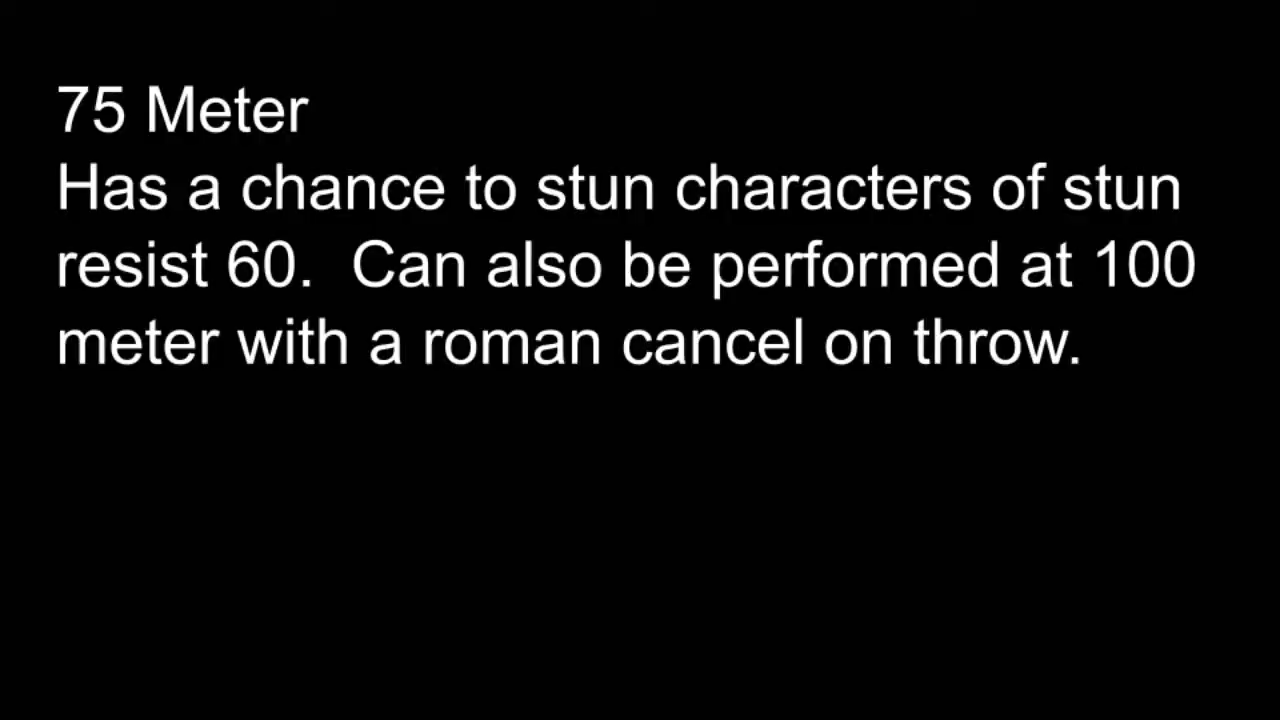 75 Meter
Has a chance to stun characters of stun
resist 60.  Can also be performed at 100
meter with a roman cancel on throw.